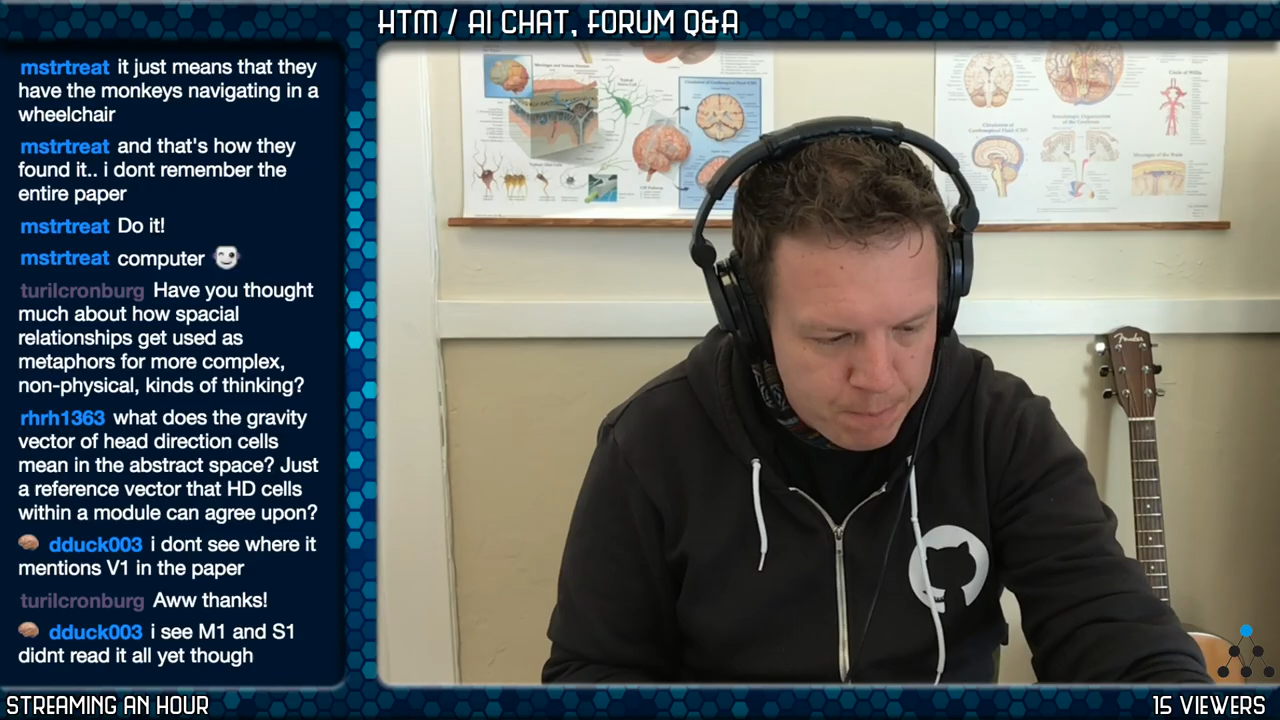 HTM / AI CHAT, FORUM Q&A
mstrtreat it just means that they
have the monkeys navigating in a
wheelchair
mstrtreat and that's how they
found it.. i dont remember the
entire paper
mstrtreat Do it!
mstrtreat computer
turilcronburg Have you thought
much about how spacial
relationships get used as
metaphors for more complex,
non-physical, kinds of thinking?
rhrh1363 what does the gravity
vector of head direction cells
mean in the abstract space? Just
a reference vector that HD cells
within a module can agree upon?
dduck003 i dont see where it
mentions V1 in the paper
turilcronburg Aww thanks!
dduck003 i see M1 and S1
didnt read it all yet though
Circle of Willis
Fender
STREAMING AN HOUR
15 VIEWERS